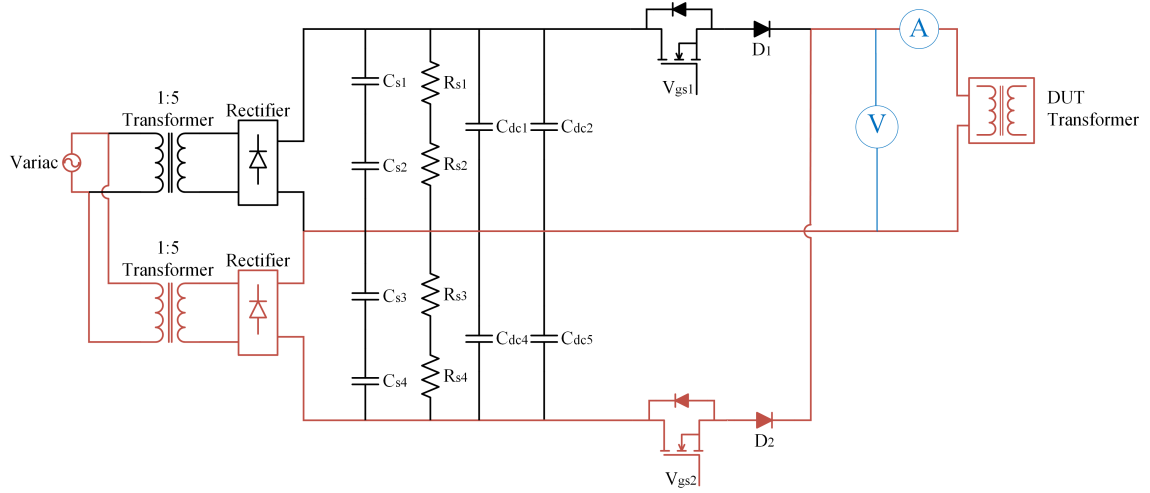 1:5
Transformer
Rectifier
Variac
1:5
Transformer
Rectifier
Cs1
Rs1
Cs2
Rs2
Cdc1
Cdc2
Cs3
Rs3
Cs4
Rs4
Cdc4
Cdc5
Vgs1
D1
A
V
DUT
Transformer
Vgs2
D2